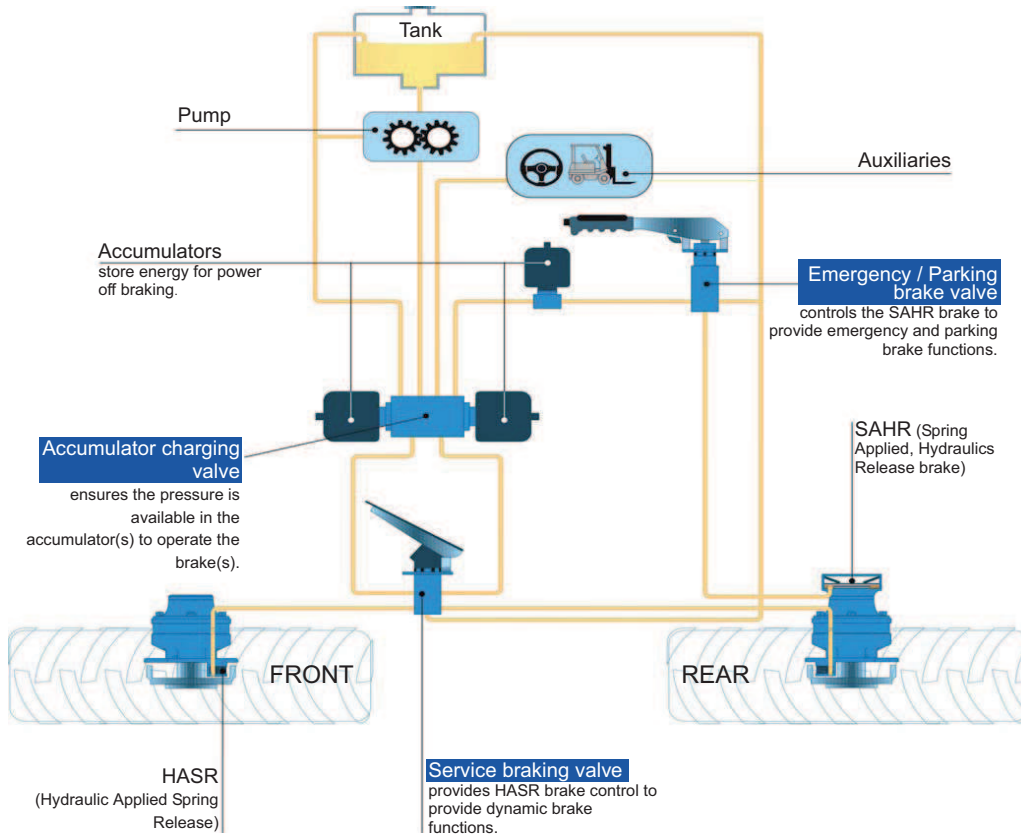 Tank
Pump
Auxiliaries
Accumulators
store energy for power
off braking.
Emergency / Parking
brake valve
controls the SAHR brake to
provide emergency and parking
brake functions.
Accumulator charging
valve
ensures the pressure is
available in the
accumulator(s) to operate the
brake(s).
SAHR (Spring
Applied, Hydraulics
Release brake)
FRONT
REAR
HASR
(Hydraulic Applied Spring
Release)
Service braking valve
provides HASR brake control to
provide dynamic brake
functions.